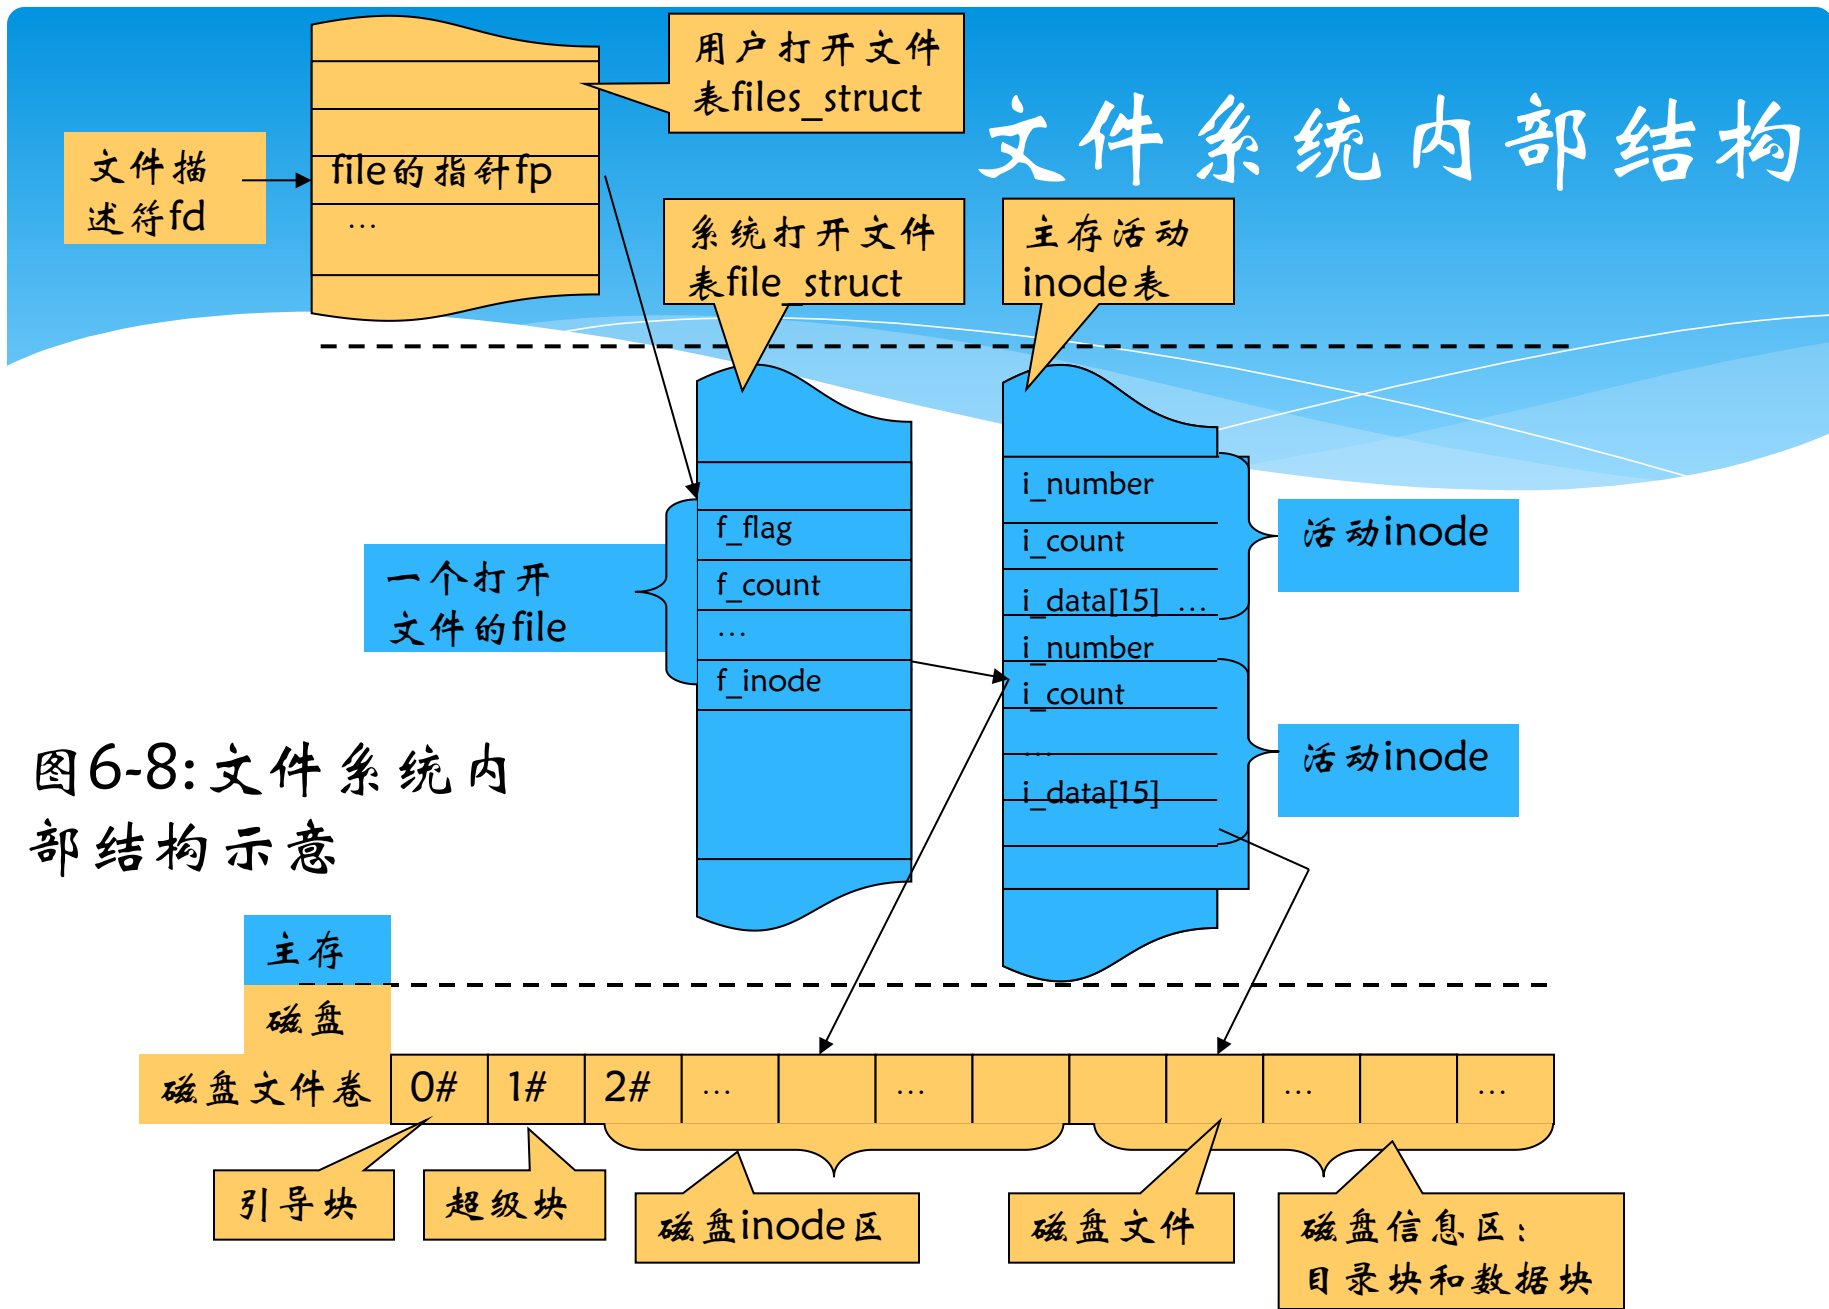 文件系统内部结构
用户打开文件
表files_struct
文件描
述符fd
file的指针fp
…
系统打开文件
表file_struct
主存活动
inode表
f_flag
f_count
…
f_inode
一个打开
文件的file
i_number
i_count
i_data[15] …
i_number
i_count
…
i_data[15]
活动inode
活动inode
图6-8:文件系统内
部结构示意
主存
磁盘
磁盘文件卷
0# 1# 2# … … … …
引导块
超级块
磁盘inode区
磁盘文件
磁盘信息区：
目录块和数据块